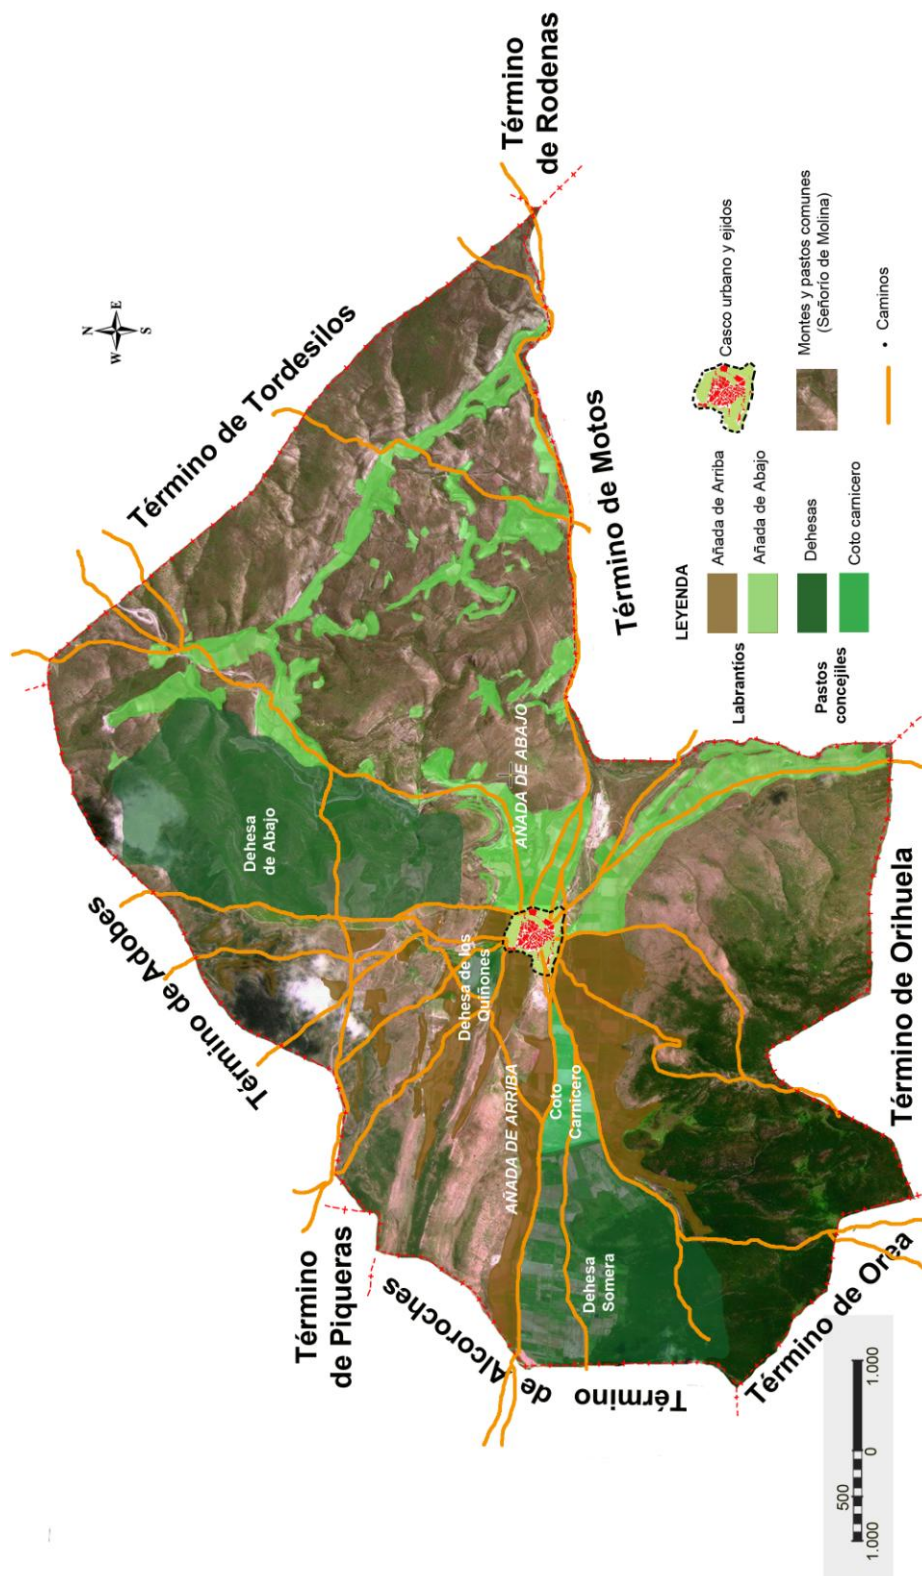 Término
de Rodenas
N
E
S
W
Término de Tordesilos
Término de Motos
Término de Adobes
Dehesa
de Abajo
AÑADA DE ABAJO
Dehesa de los
Quiñones
AÑADA DE ARRIBA
Coto
Carnicero
Dehesa
Somera
Término
de Piqueras
Término de Alcoroches
Término de Orea
Término de Orihuela
LEYENDA
Labrantíos
Añada de Arriba
Añada de Abajo
Pastos
concejiles
Dehesas
Coto carnicero
Casco urbano y ejidos
Montes y pastos comunes
(Señorio de Molina)
• Caminos
1.000
500
0
1.000